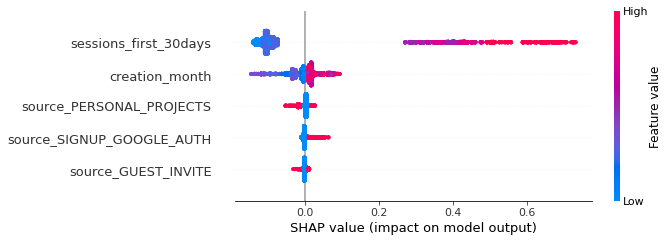 High
sessions_first_30days
creation_month
source_PERSONAL_PROJECTS
source_SIGNUP_GOOGLE_AUTH
source_GUEST_INVITE
Feature value
Low
0.0 0.2 0.4 0.6
SHAP value (impact on model output)